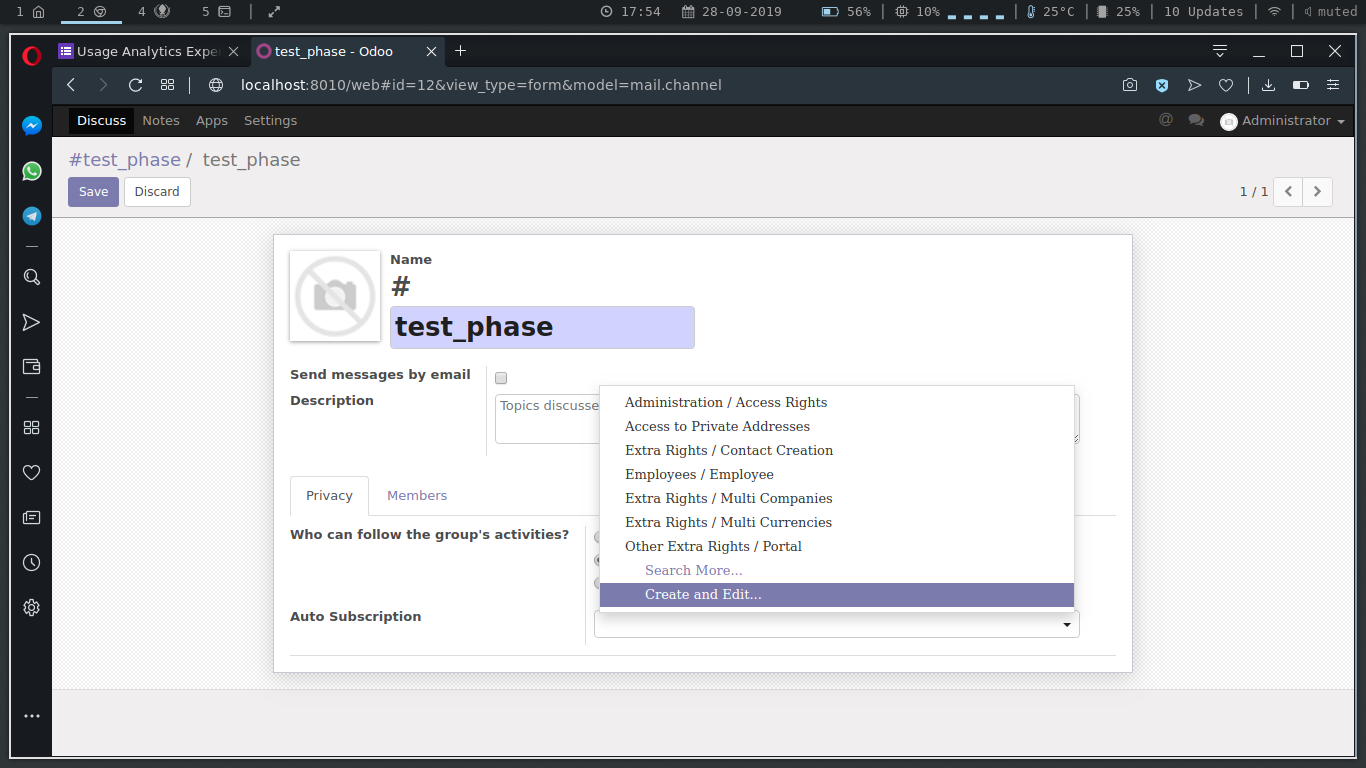 1 2 4 5 17:54 28-09-2019 56% 10% 25°C 25% 10 Updates muted
Usage Analytics Expe test_phase - Odoo
localhost:8010/web#id=12&view_type=form&model=mail.channel
Discuss Notes Apps Settings @ Administrator
#test_phase / test_phase
Save Discard 1 / 1
Name
#
test_phase
Send messages by email
Description Topics discusse
Administration / Access Rights
Access to Private Addresses
Extra Rights / Contact Creation
Employees / Employee
Extra Rights / Multi Companies
Extra Rights / Multi Currencies
Other Extra Rights / Portal
Search More...
Create and Edit...
Privacy Members
Who can follow the group's activities?
Auto Subscription